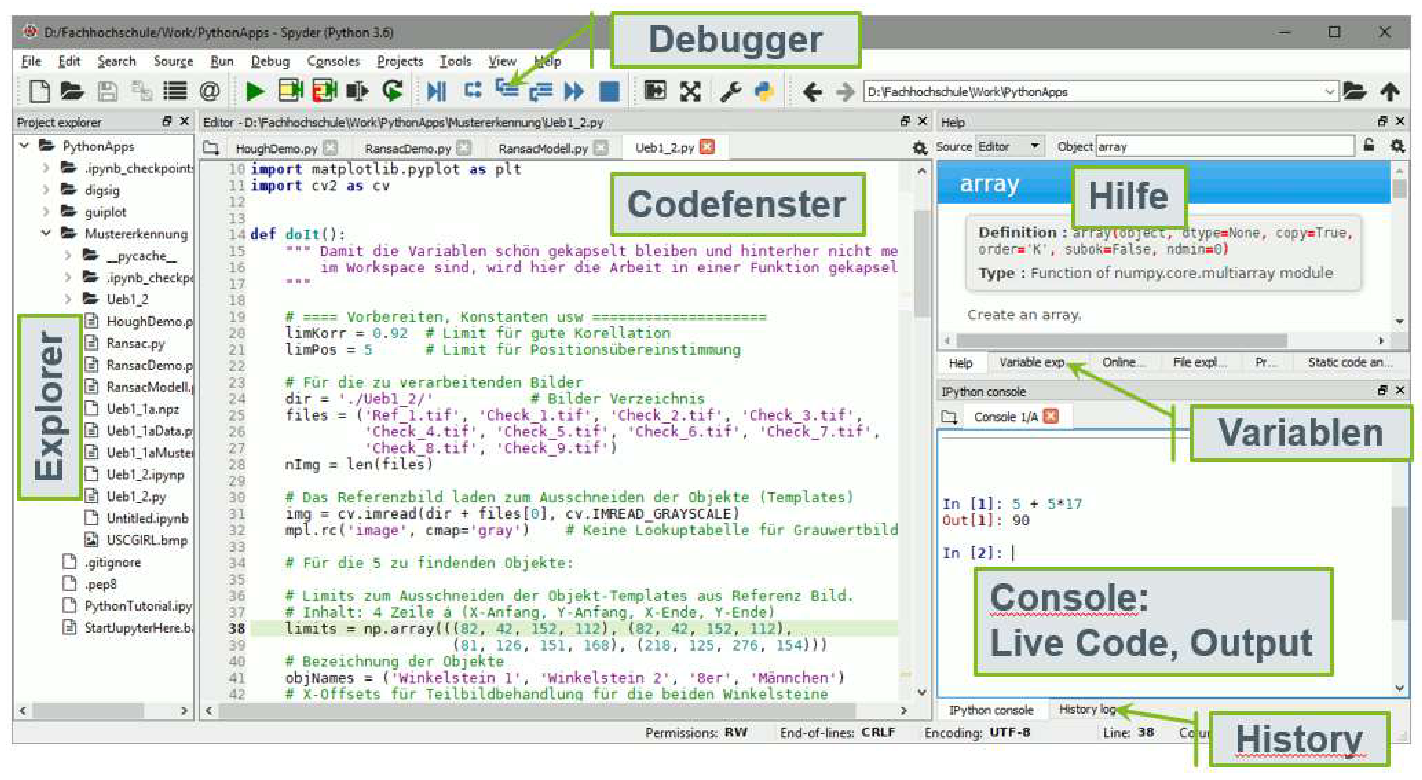 D:/Fachhochschule/Work/PythonApps - Spyder (Python 3.6)
Debugger
File Edit Search Source Run Debug Consoles Projects Tools View Help
D:\Fachhochschule\Work\PythonApps
Project explorer
PythonApps
.ipynb_checkpoints
digsig
guiplot
Mustererkennung
__pycache__
.ipynb_checkpo
Ueb1_2
HoughDemo.p
Ransac.py
RansacDemo.p
RansacModell.p
Ueb1_1a.npz
Ueb1_1aData.p
Ueb1_1aMuste
Ueb1_2.ipynp
Ueb1_2.py
Untitled.ipynb
USCGIRL.bmp
.gitignore
.pep8
PythonTutorial.ipy
StartJupyterHere.ba
Explorer
Editor - D:\Fachhochschule\Work\PythonApps\Mustererkennung\Ueb1_2.py
HoughDemo.py RansacDemo.py RansacModell.py Ueb1_2.py
Codefenster
10 import matplotlib.pyplot as plt
11 import cv2 as cv
12
13
14 def doIt():
15 """ Damit die Variablen schön gekapselt bleiben und hinterher nicht me
16 im Workspace sind, wird hier die Arbeit in einer Funktion gekapsel
17 """
18
19 # ==== Vorbereiten, Konstanten usw ====================
20 limKorr = 0.92 # Limit für gute Korellation
21 limPos = 5 # Limit für Positionsübereinstimmung
22
23 # Für die zu verarbeitenden Bilder
24 dir = './Ueb1_2/' # Bilder Verzeichnis
25 files = ('Ref_1.tif', 'Check_1.tif', 'Check_2.tif', 'Check_3.tif',
26 'Check_4.tif', 'Check_5.tif', 'Check_6.tif', 'Check_7.tif',
27 'Check_8.tif', 'Check_9.tif')
28 nImg = len(files)
29
30 # Das Referenzbild laden zum Ausschneiden der Objekte (Templates)
31 img = cv.imread(dir + files[0], cv.IMREAD_GRAYSCALE)
32 mpl.rc('image', cmap='gray') # Keine Lookuptabelle für Grauwertbild
33
34 # Für die 5 zu findenden Objekte:
35
36 # Limits zum Ausschneiden der Objekt-Templates aus Referenz Bild.
37 # Inhalt: 4 Zeile á (X-Anfang, Y-Anfang, X-Ende, Y-Ende)
38 limits = np.array(((82, 42, 152, 112), (82, 42, 152, 112),
39 (81, 126, 151, 168), (218, 125, 276, 154)))
40 # Bezeichnung der Objekte
41 objNames = ('Winkelstein 1', 'Winkelstein 2', '8er', 'Männchen')
42 # X-Offsets für Teilbildbehandlung für die beiden Winkelsteine
Help
Source Editor Object array
array
Hilfe
Definition : array(object, dtype=None, copy=True,
order='K', subok=False, ndmin=0)
Type : Function of numpy.core.multiarray module
Create an array.
Help Variable exp Online... File expl... Pr... Static code an...
Variablen
IPython console
Console 1/A
In [1]: 5 + 5*17
Out[1]: 90
In [2]:
Console:
Live Code, Output
IPython console History log
History
Permissions: RW End-of-lines: CRLF Encoding: UTF-8 Line: 38 Colu